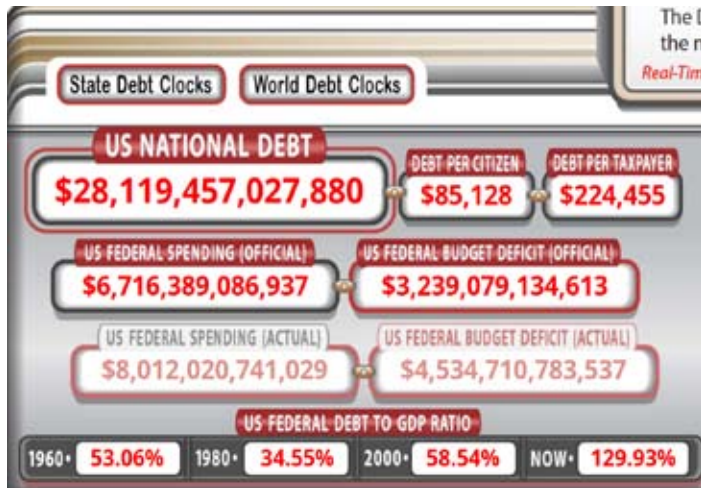 The
the
Real-Tim
State Debt Clocks World Debt Clocks
US NATIONAL DEBT DEBT PER CITIZEN DEBT PER TAXPAYER
$28,119,457,027,880 $85,128 $224,455
US FEDERAL SPENDING (OFFICIAL) US FEDERAL BUDGET DEFICIT (OFFICIAL)
$6,716,389,086,937 $3,239,079,134,613
US FEDERAL SPENDING (ACTUAL) US FEDERAL BUDGET DEFICIT (ACTUAL)
$8,012,020,741,029 $4,534,710,783,537
US FEDERAL DEBT TO GDP RATIO
1960• 53.06% 1980• 34.55% 2000• 58.54% NOW• 129.93%